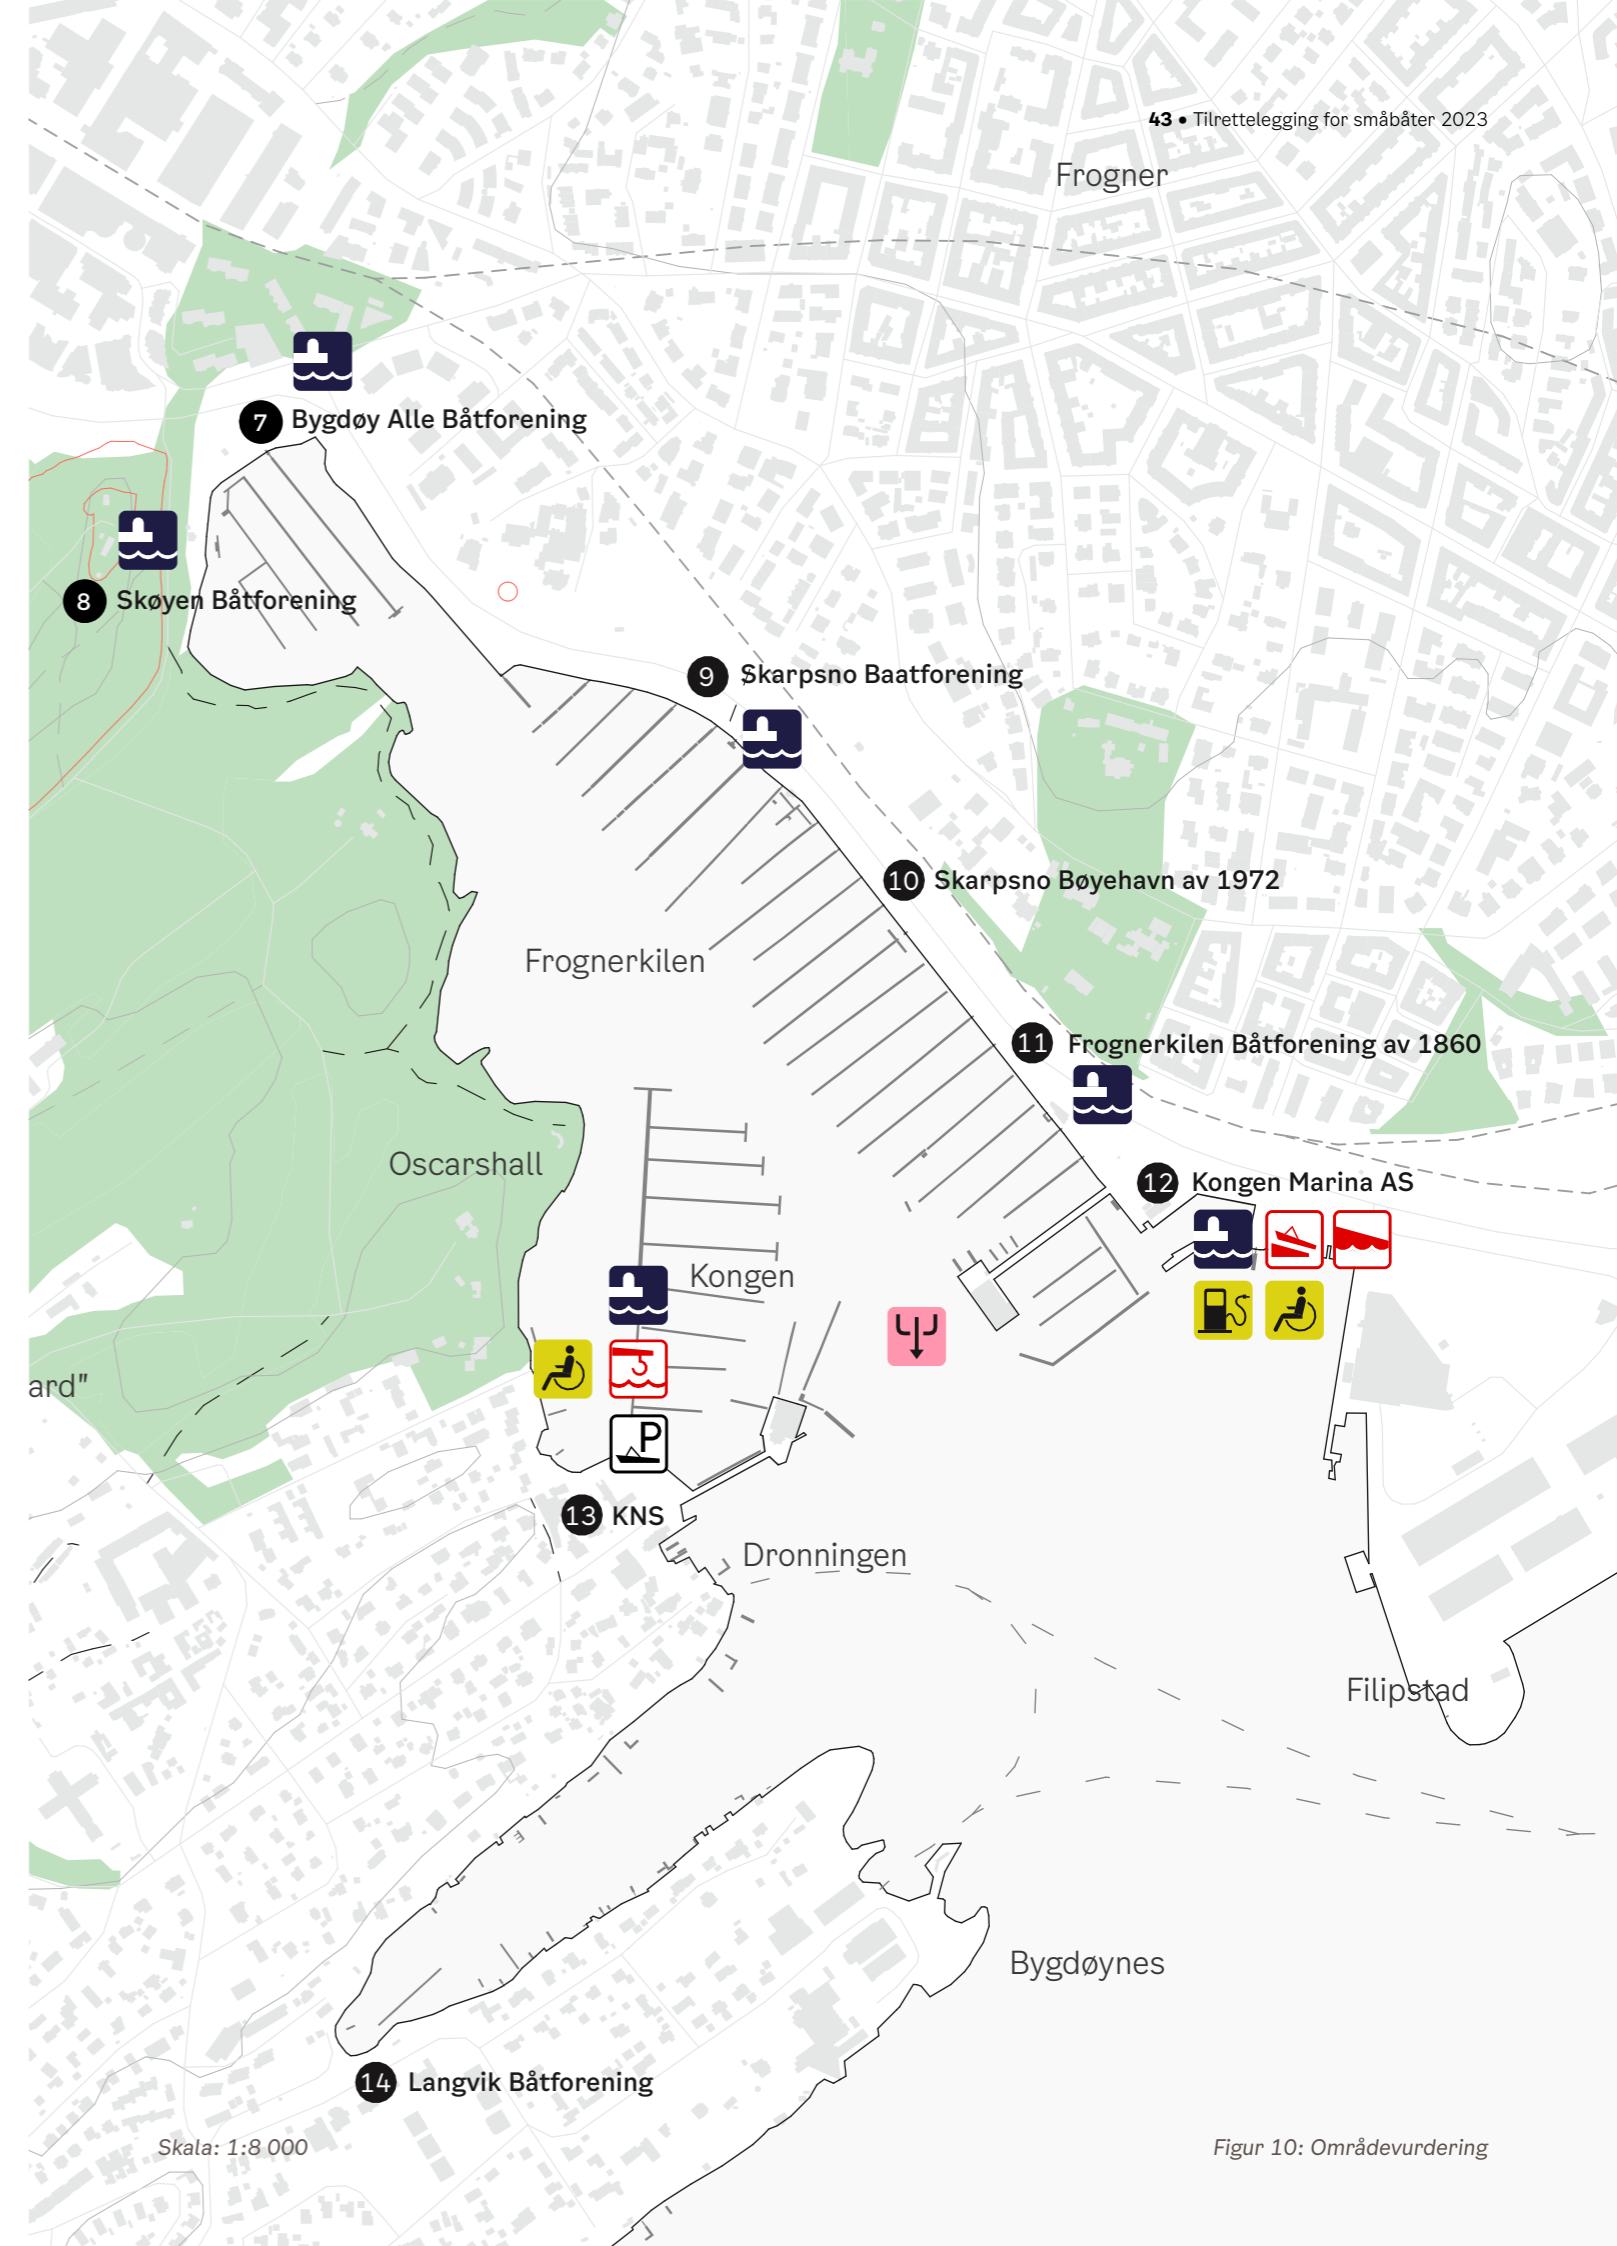 43 • Tilrettelegging for småbåter 2023
Frogner
7 Bygdøy Alle Båtforening
8 Skøyen Båtforening
9 Skarpsno Baatforening
10 Skarpsno Bøyehavn av 1972
Frognerkilen
11 Frognerkilen Båtforening av 1860
Oscarshall
12 Kongen Marina AS
Kongen
ard"
P
13 KNS
Dronningen
Filipstad
Bygdøynes
14 Langvik Båtforening
Skala: 1:8 000
Figur 10: Områdevurdering